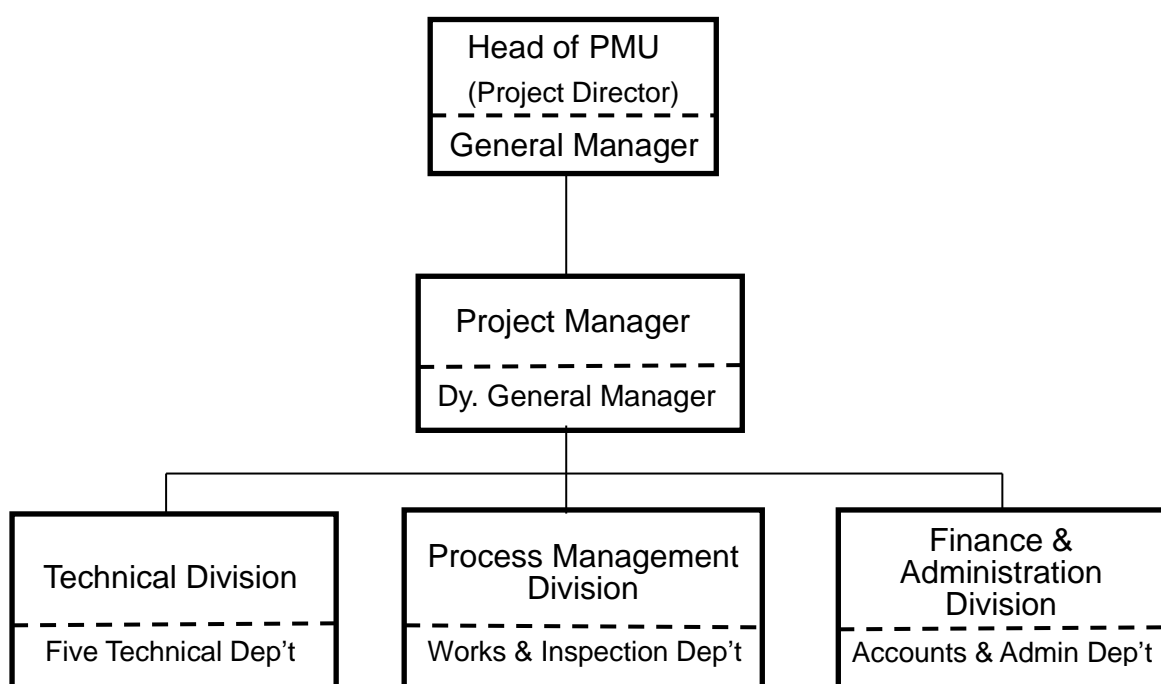 Head of PMU
(Project Director)
General Manager
Project Manager
Dy. General Manager
Technical Division
Five Technical Dep’t
Process Management
Division
Works & Inspection Dep’t
Finance &
Administration
Division
Accounts & Admin Dep’t